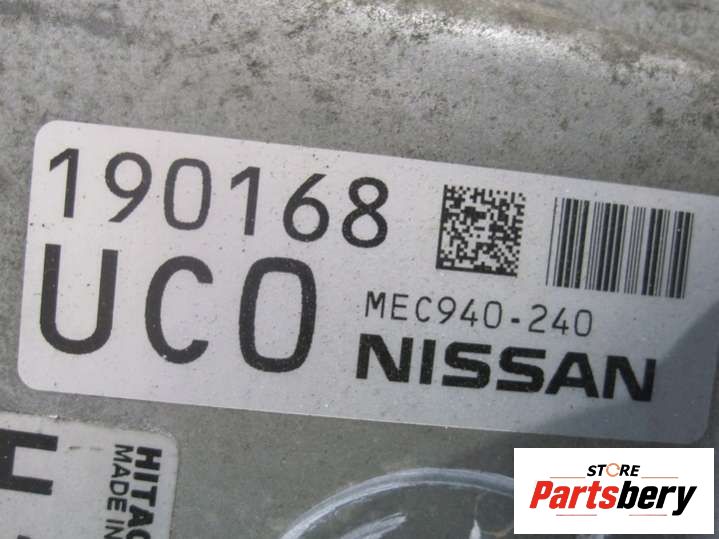 190168
UC0
MEC940-240
NISSAN
H
HITAC
MADE IN
STORE
Partsbery